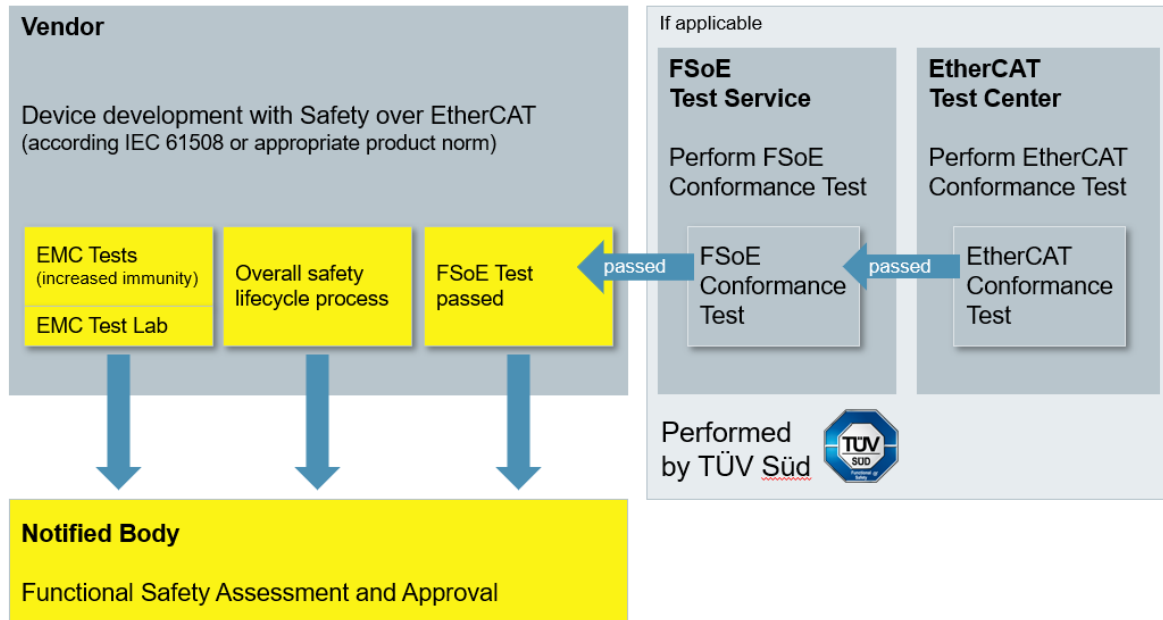 Vendor
Device development with Safety over EtherCAT
(according IEC 61508 or appropriate product norm)
EMC Tests
(increased immunity)
EMC Test Lab
Overall safety
lifecycle process
FSoE Test
passed
If applicable
FSoE
Test Service
Perform FSoE
Conformance Test
passed
FSoE
Conformance
Test
EtherCAT
Test Center
Perform EtherCAT
Conformance Test
passed
EtherCAT
Conformance
Test
Performed
by TÜV Süd
TÜV
SÜD
Functional
Safety
Notified Body
Functional Safety Assessment and Approval